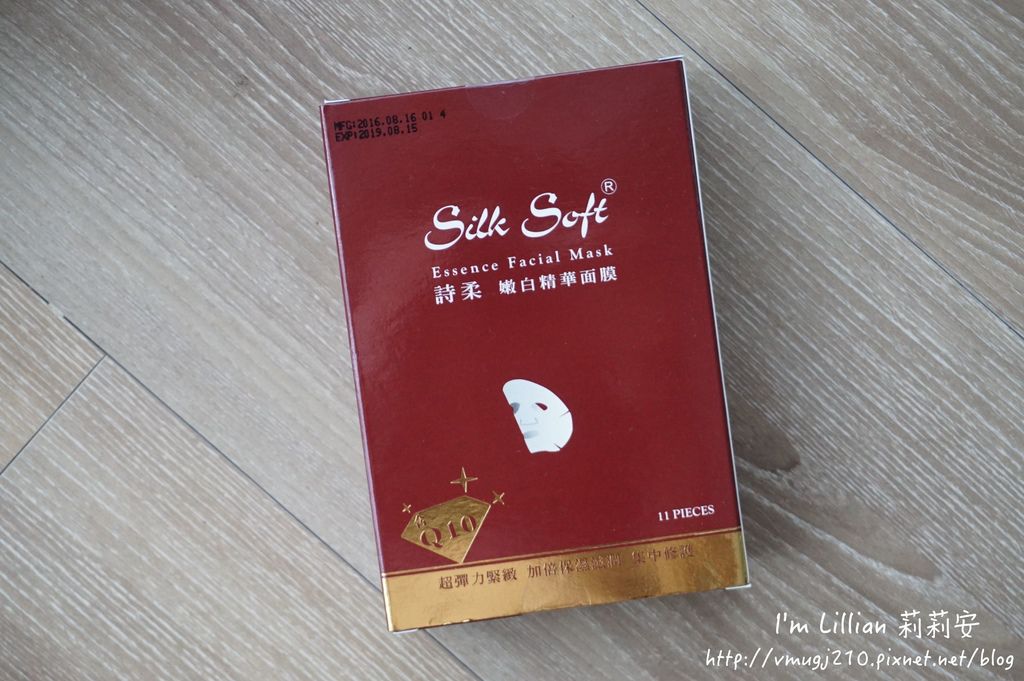 MFG:2016.08.16 01 4
EXP:2019.08.15
Silk Soft®
Essence Facial Mask
詩柔 嫩白精華面膜
11 PIECES
含
Q10
超彈力緊緻 加倍保濕滋潤 集中修護
I'm Lillian 莉莉安
http://vmugj210.pixnet.net/blog